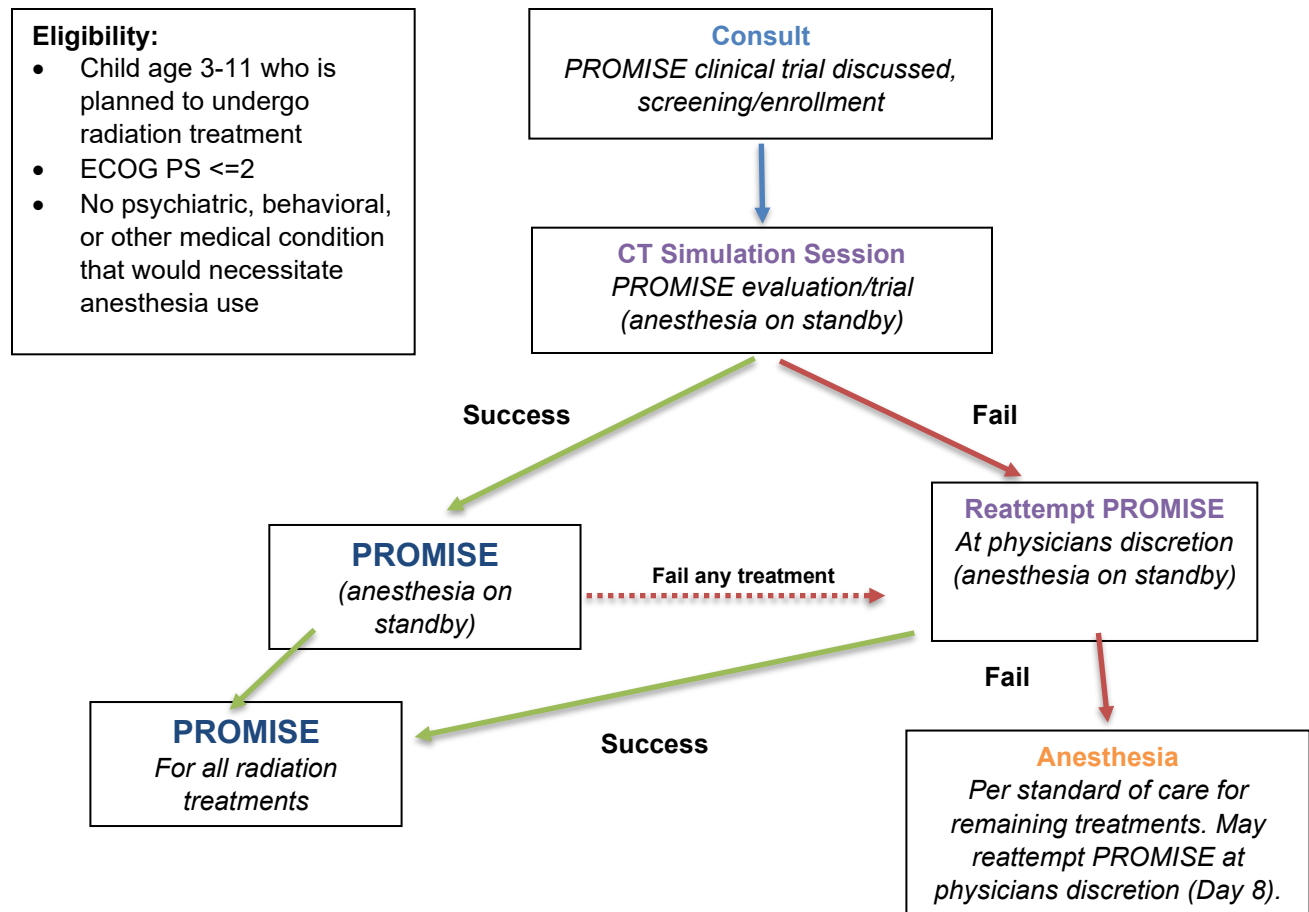 Eligibility:
• Child age 3-11 who is
planned to undergo
radiation treatment
• ECOG PS <=2
• No psychiatric, behavioral,
or other medical condition
that would necessitate
anesthesia use
Consult
PROMISE clinical trial discussed,
screening/enrollment
CT Simulation Session
PROMISE evaluation/trial
(anesthesia on standby)
Success
Fail
PROMISE
(anesthesia on
standby)
Fail any treatment
Reattempt PROMISE
At physicians discretion
(anesthesia on standby)
PROMISE
For all radiation
treatments
Success
Fail
Anesthesia
Per standard of care for
remaining treatments. May
reattempt PROMISE at
physicians discretion (Day 8).